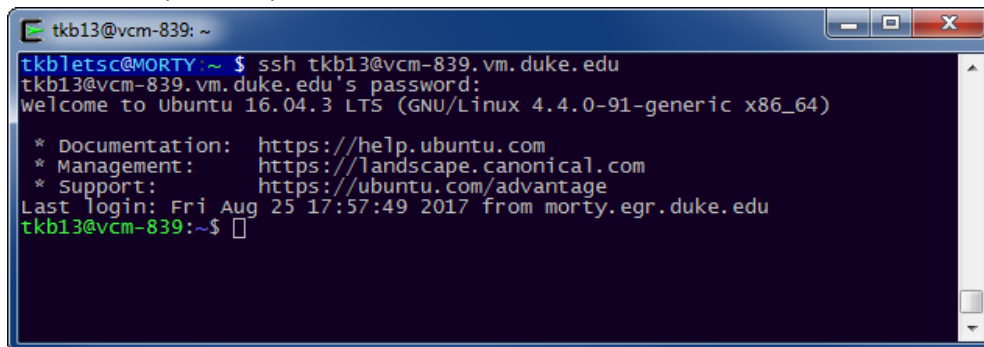 tkb13@vcm-839: ~
tkbletsc@MORTY:~ $ ssh tkb13@vcm-839.vm.duke.edu
tkb13@vcm-839.vm.duke.edu's password:
Welcome to Ubuntu 16.04.3 LTS (GNU/Linux 4.4.0-91-generic x86_64)
* Documentation:  https://help.ubuntu.com
* Management:     https://landscape.canonical.com
* Support:        https://ubuntu.com/advantage
Last login: Fri Aug 25 17:57:49 2017 from morty.egr.duke.edu
tkb13@vcm-839:~$